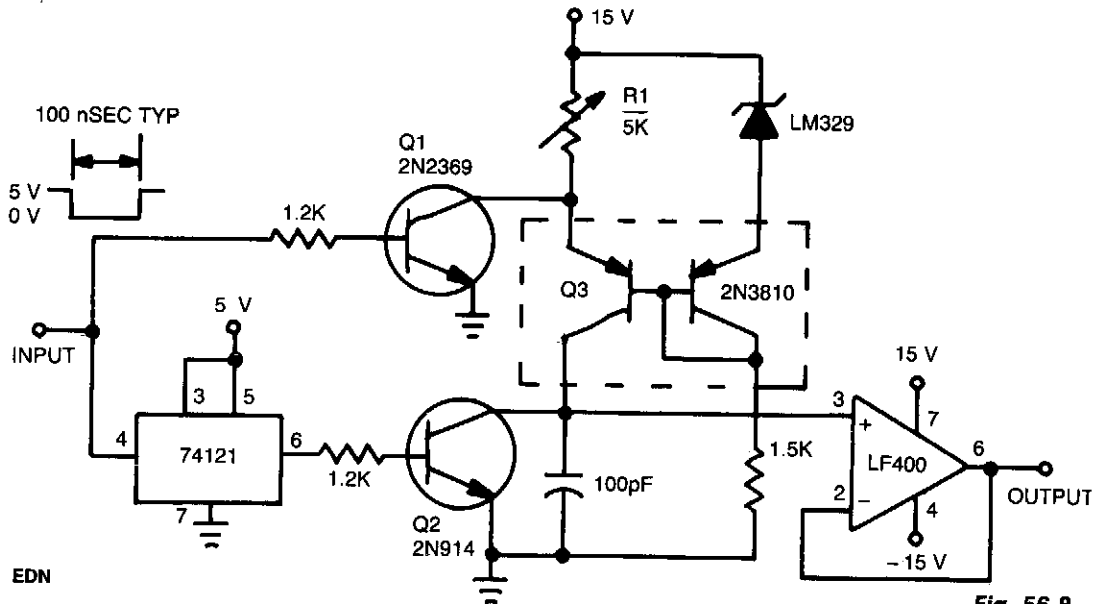 15 V
100 nSEC TYP
R1
5K
LM329
Q1
2N2369
5 V
0 V
1.2K
Q3
2N3810
5 V
INPUT
3
5
15 V
4
74121
6
3
+
7
1.2K
LF400
6
1.5K
OUTPUT
7
100pF
2
−
4
Q2
2N914
−15 V
EDN
Fig. 56-8